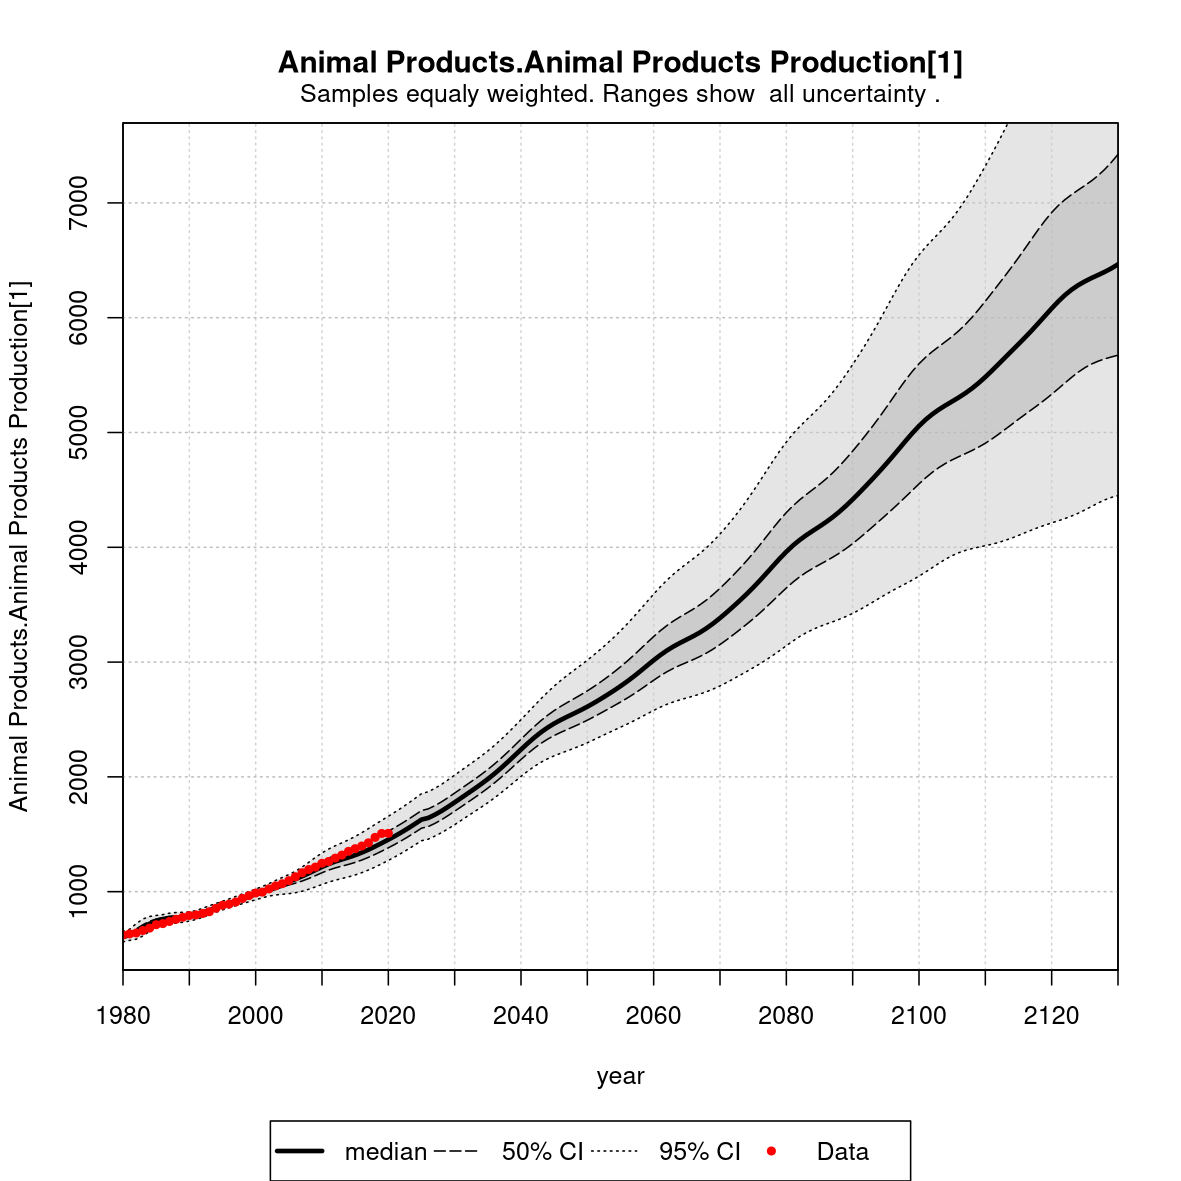 Animal Products.Animal Products Production[1]
Samples equaly weighted. Ranges show  all uncertainty .
Animal Products.Animal Products Production[1]
7000
6000
5000
4000
3000
2000
1000
1980 2000 2020 2040 2060 2080 2100 2120
year
median 50% CI 95% CI Data